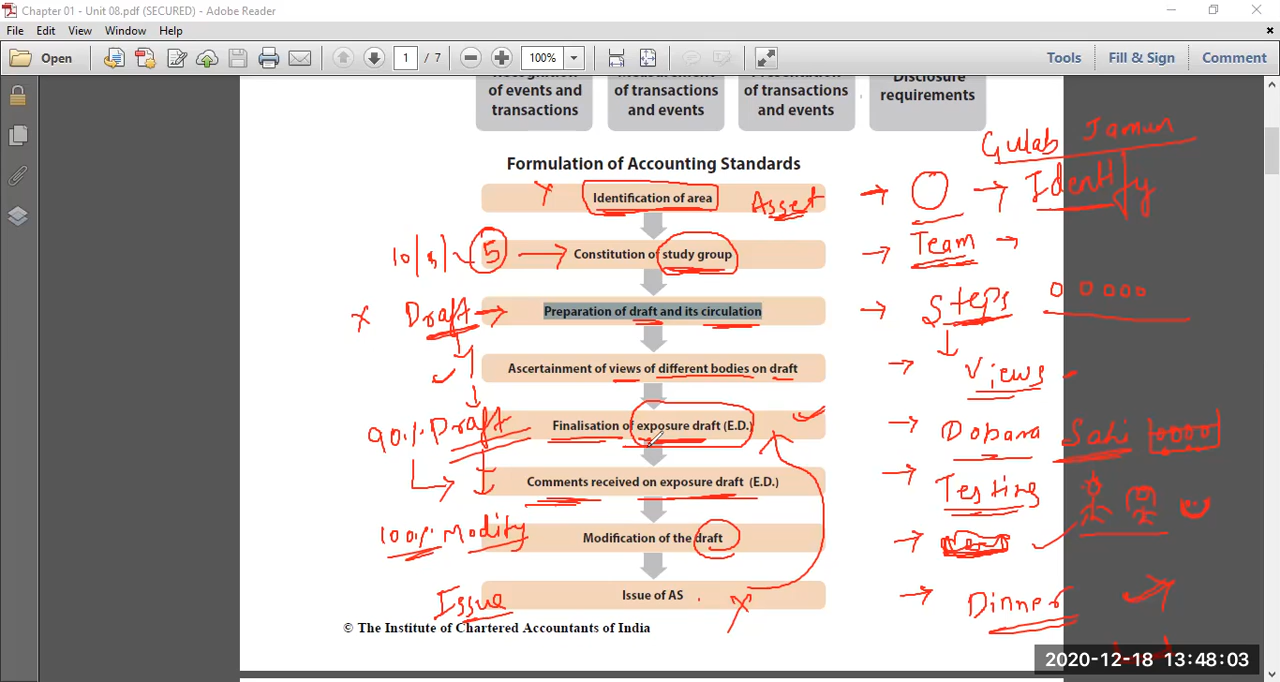 Chapter 01 - Unit 08.pdf (SECURED) - Adobe Reader
File Edit View Window Help
Open 1 / 7 100% Tools Fill & Sign Comment
Recognition Measurement Presentation Disclosure
of events and of transactions of transactions requirements
transactions and events and events
Gulab Jamun
Formulation of Accounting Standards
Identification of area Asset Identify
5 Constitution of study group Team
Draft Preparation of draft and its circulation Steps
Ascertainment of views of different bodies on draft Views
90% Draft Finalisation of exposure draft (E.D.) Dobara Sahi
Comments received on exposure draft (E.D.) Testing
100% Modify Modification of the draft
Issue Issue of AS Dinner
© The Institute of Chartered Accountants of India
2020-12-18 13:48:03